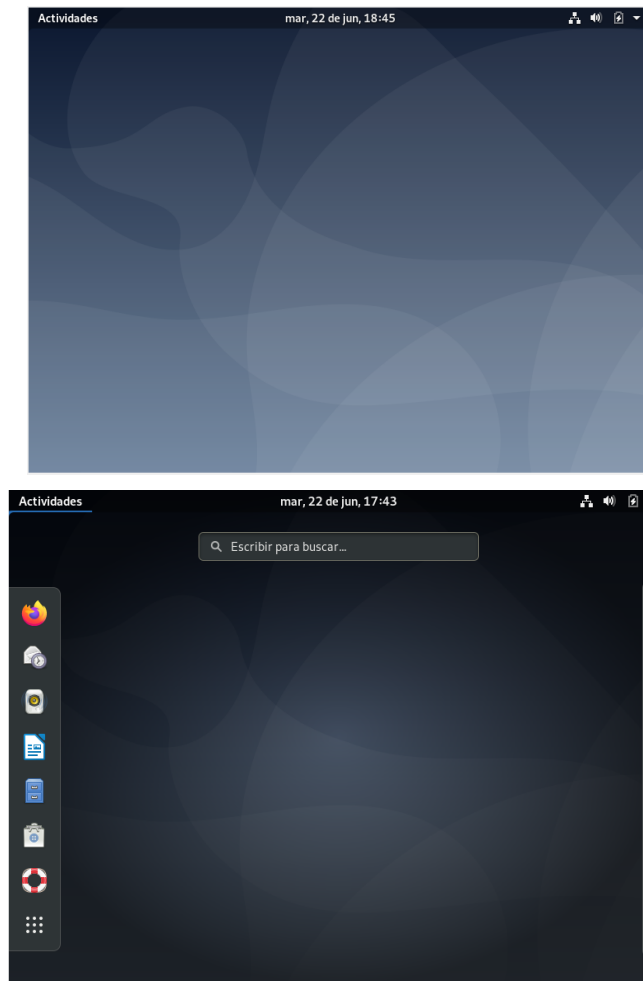 Actividades mar, 22 de jun, 18:45
Actividades mar, 22 de jun, 17:43
Escribir para buscar...